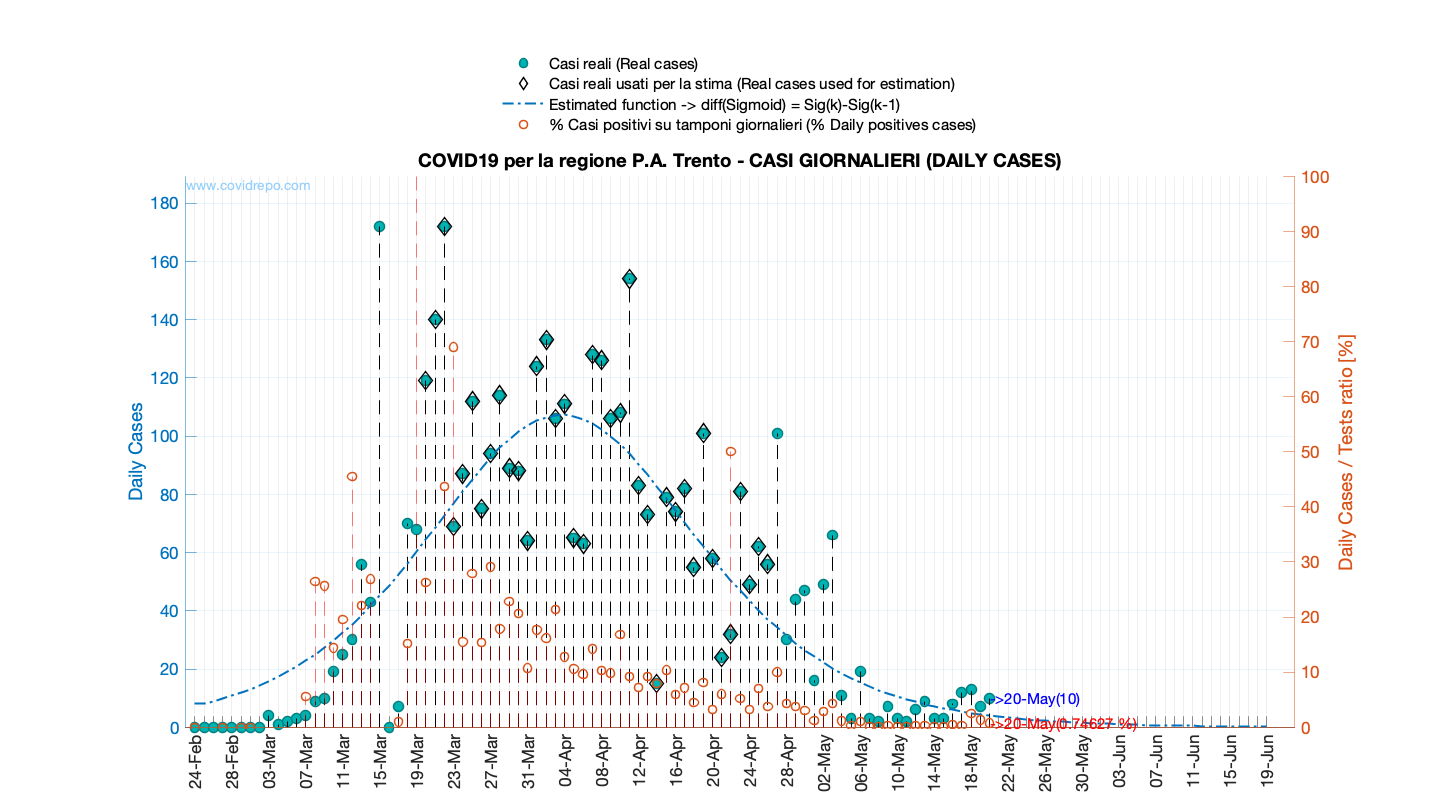 Casi reali (Real cases)
Casi reali usati per la stima (Real cases used for estimation)
Estimated function -> diff(Sigmoid) = Sig(k)-Sig(k-1)
% Casi positivi su tamponi giornalieri (% Daily positives cases)
COVID19 per la regione P.A. Trento - CASI GIORNALIERI (DAILY CASES)
www.covidrepo.com
Daily Cases
180
160
140
120
100
80
60
40
20
0
100
90
80
70
60
50
40
30
20
10
0
Daily Cases / Tests ratio [%]
>20-May(10)
>20-May(0.74627 %)
24-Feb
28-Feb
03-Mar
07-Mar
11-Mar
15-Mar
19-Mar
23-Mar
27-Mar
31-Mar
04-Apr
08-Apr
12-Apr
16-Apr
20-Apr
24-Apr
28-Apr
02-May
06-May
10-May
14-May
18-May
22-May
26-May
30-May
03-Jun
07-Jun
11-Jun
15-Jun
19-Jun